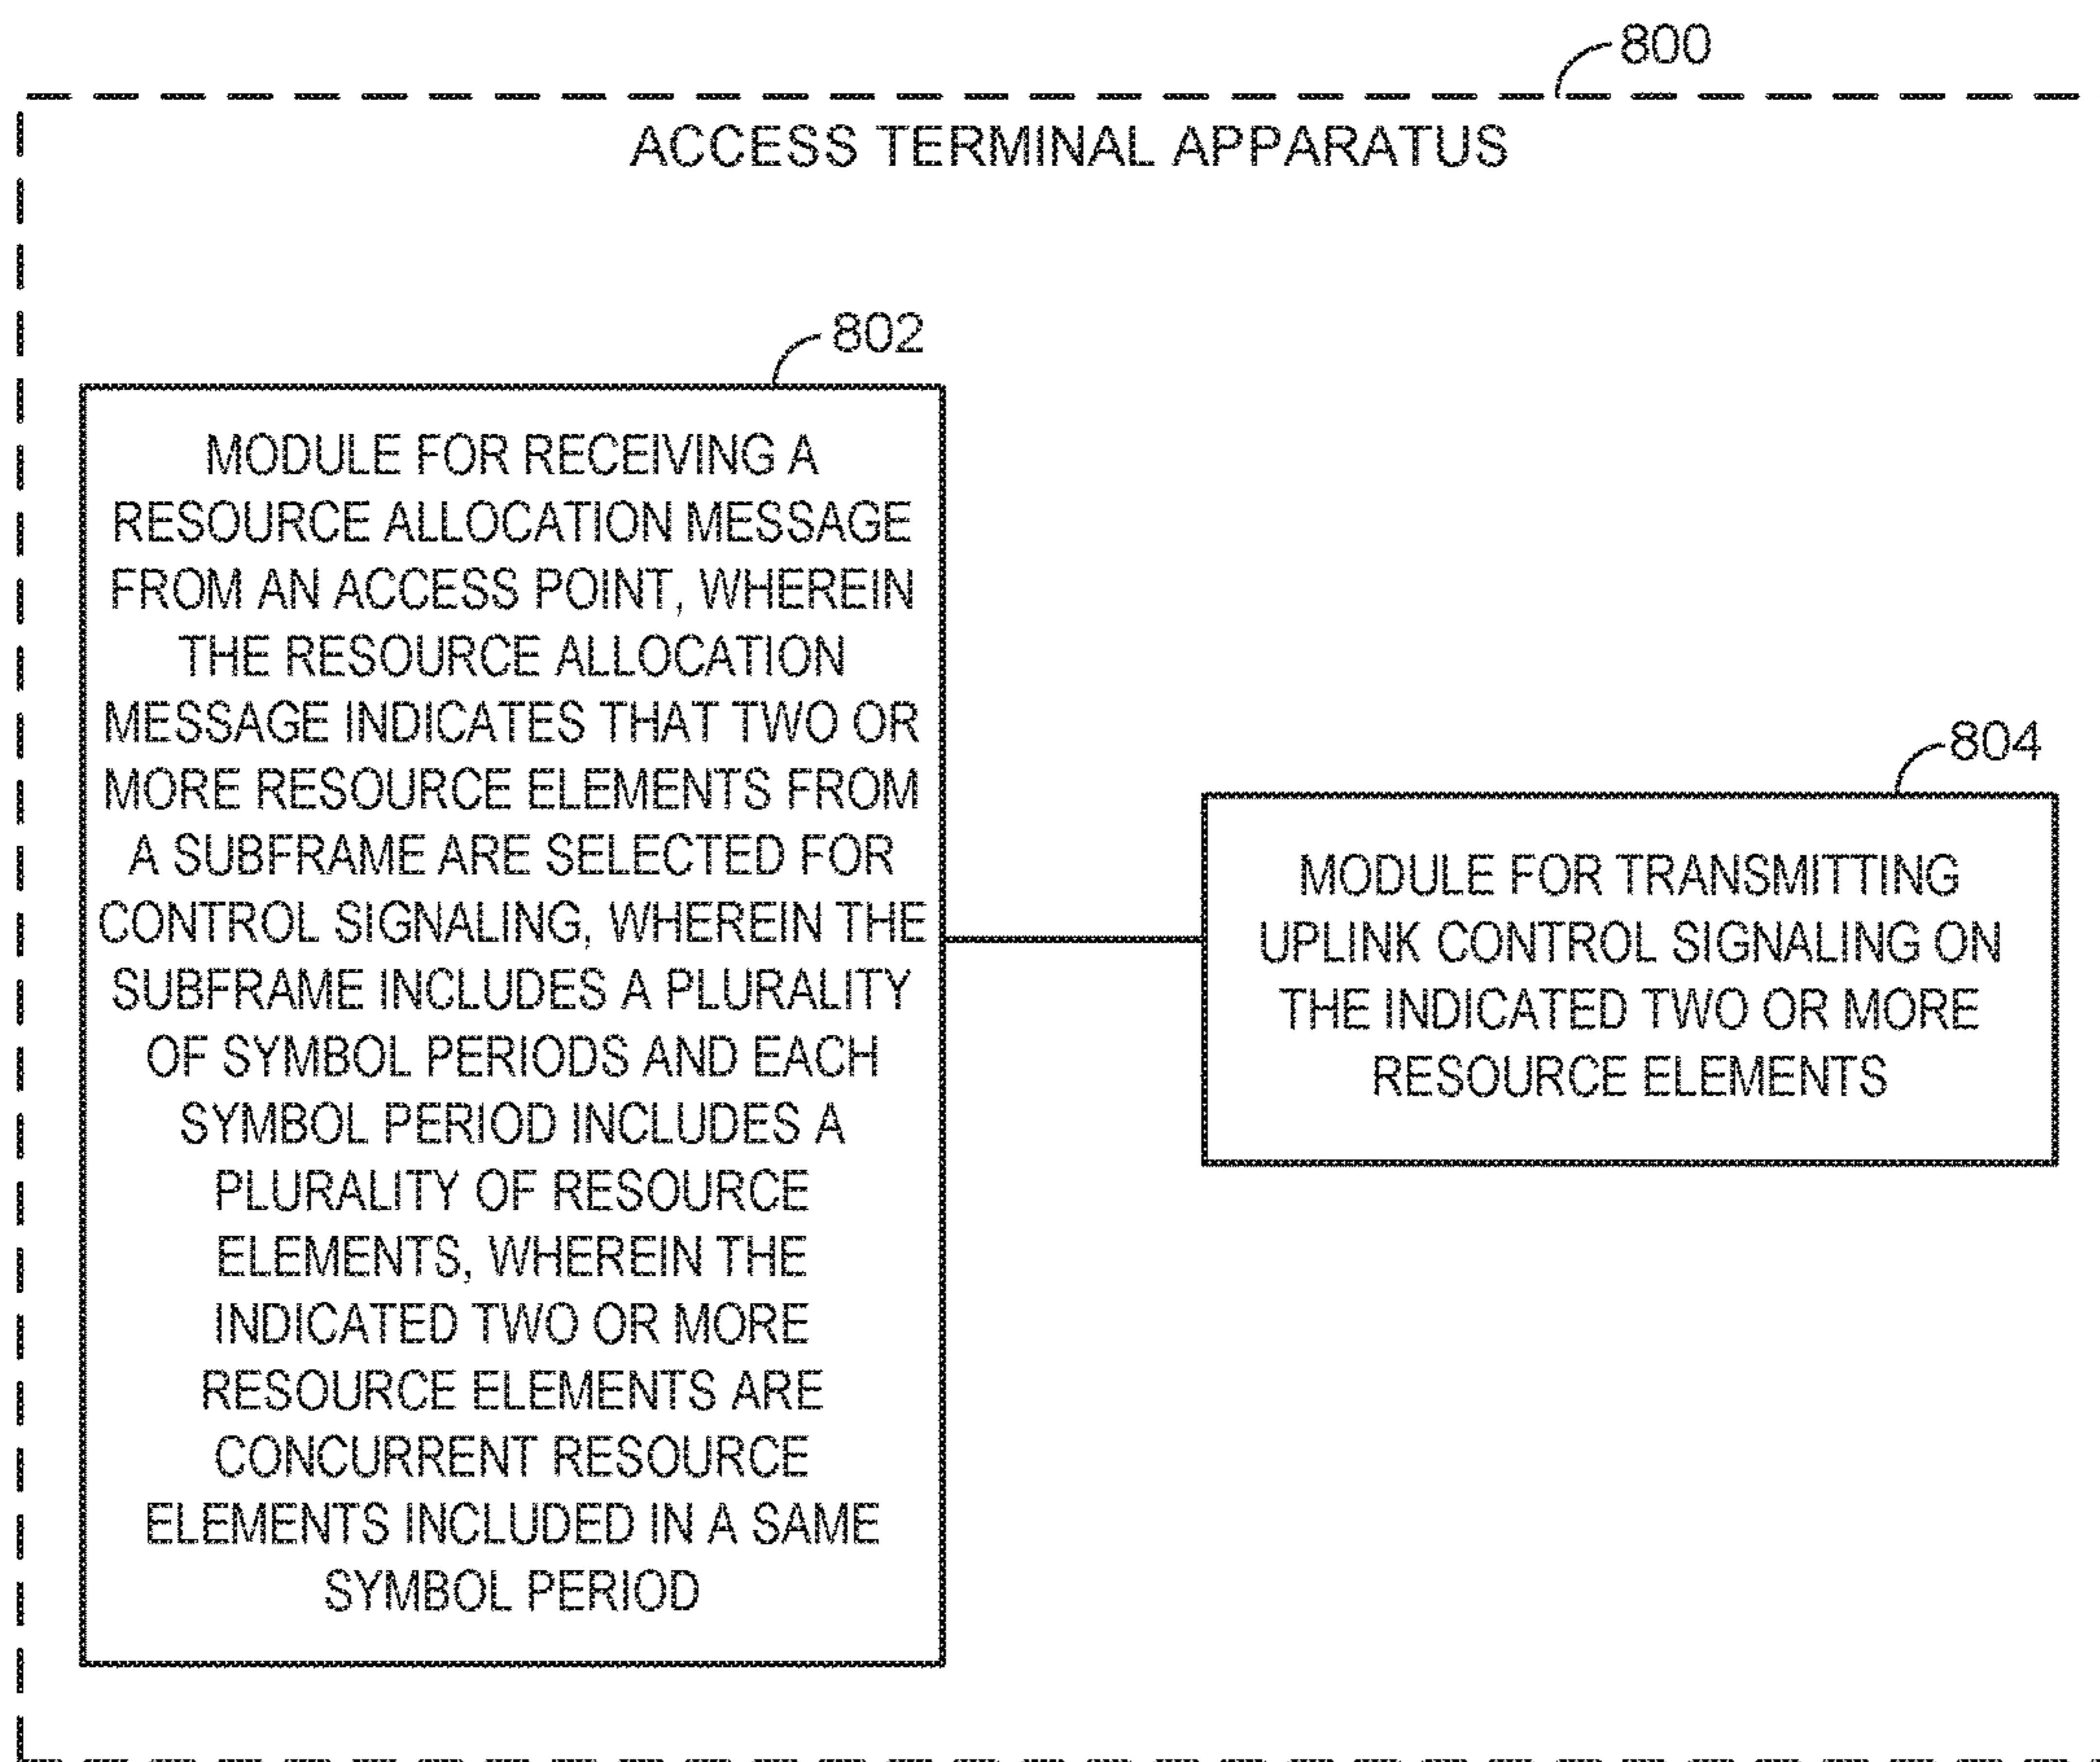 800
ACCESS TERMINAL APPARATUS
802
MODULE FOR RECEIVING A
RESOURCE ALLOCATION MESSAGE
FROM AN ACCESS POINT, WHEREIN
THE RESOURCE ALLOCATION
MESSAGE INDICATES THAT TWO OR
MORE RESOURCE ELEMENTS FROM
A SUBFRAME ARE SELECTED FOR
CONTROL SIGNALING, WHEREIN THE
SUBFRAME INCLUDES A PLURALITY
OF SYMBOL PERIODS AND EACH
SYMBOL PERIOD INCLUDES A
PLURALITY OF RESOURCE
ELEMENTS, WHEREIN THE
INDICATED TWO OR MORE
RESOURCE ELEMENTS ARE
CONCURRENT RESOURCE
ELEMENTS INCLUDED IN A SAME
SYMBOL PERIOD
804
MODULE FOR TRANSMITTING
UPLINK CONTROL SIGNALING ON
THE INDICATED TWO OR MORE
RESOURCE ELEMENTS